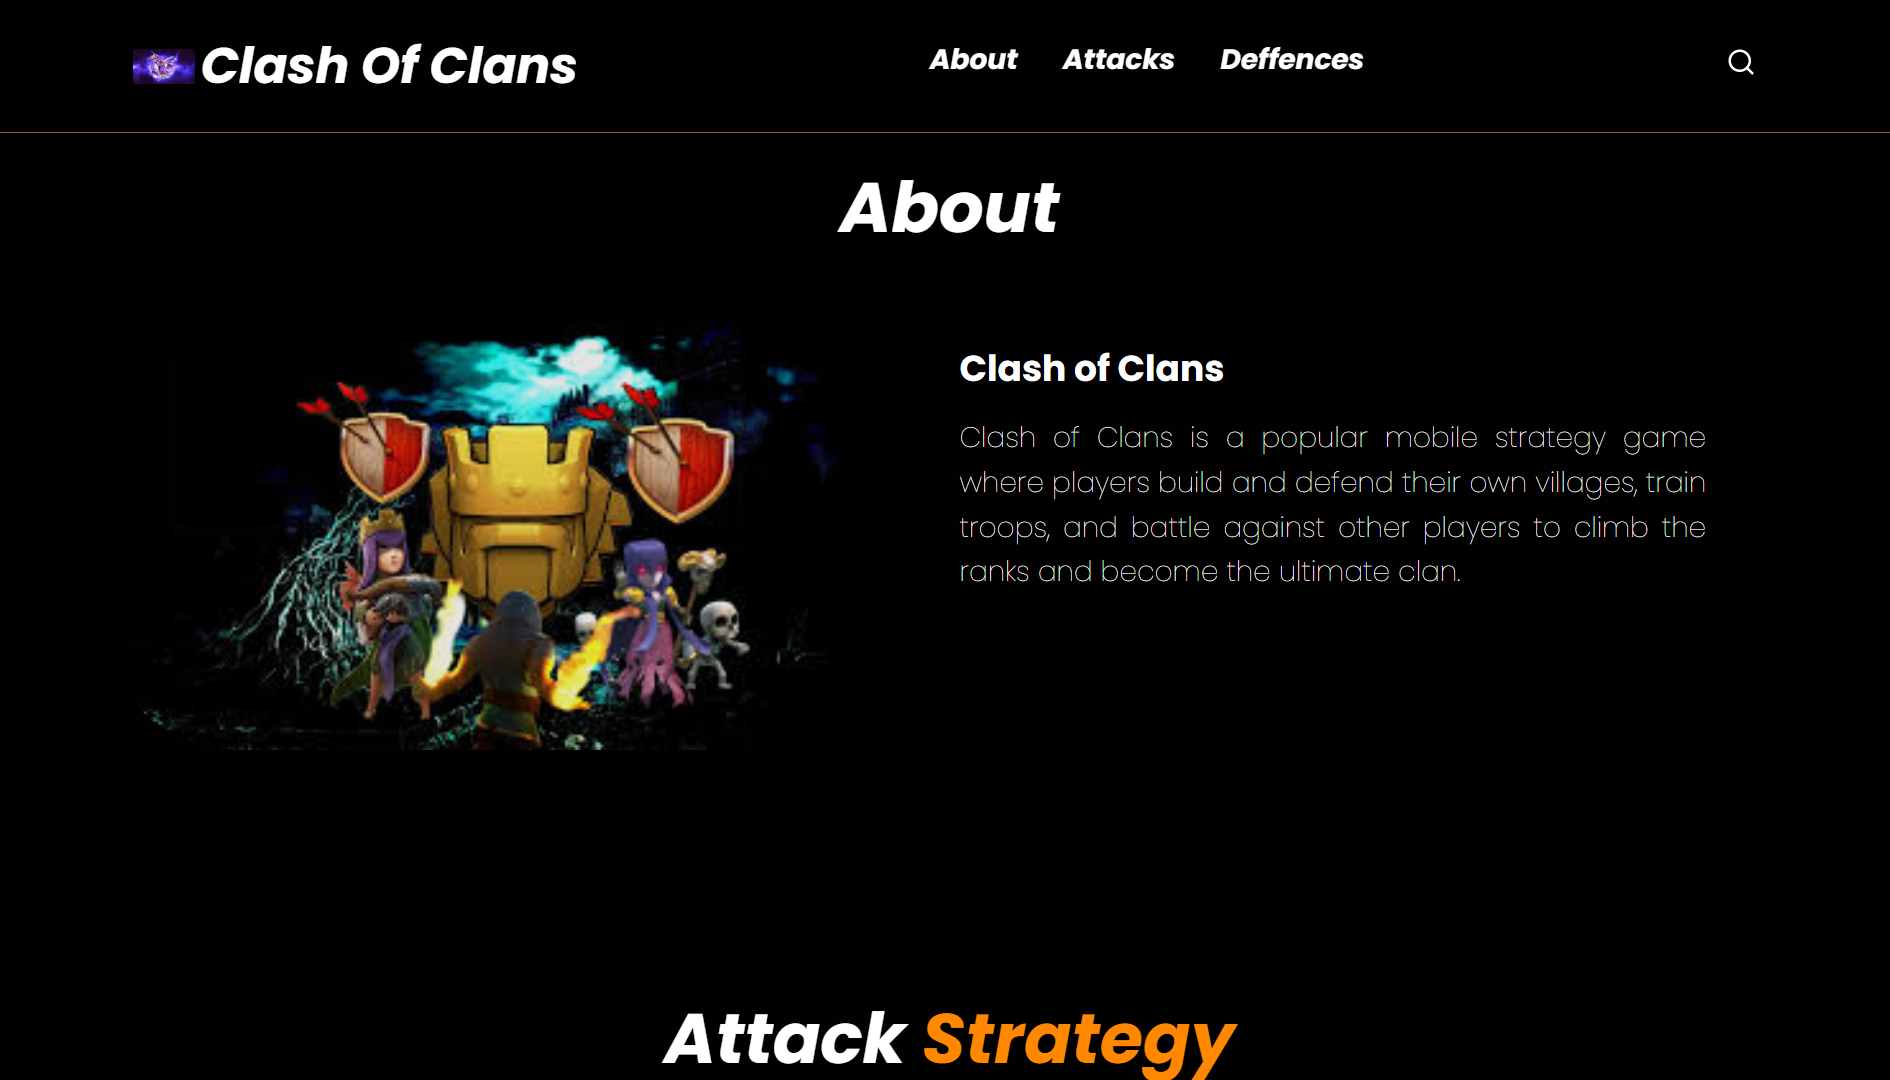 Clash Of Clans
About Attacks Deffences
About
Clash of Clans
Clash of Clans is a popular mobile strategy game
where players build and defend their own villages, train
troops, and battle against other players to climb the
ranks and become the ultimate clan.
Attack Strategy